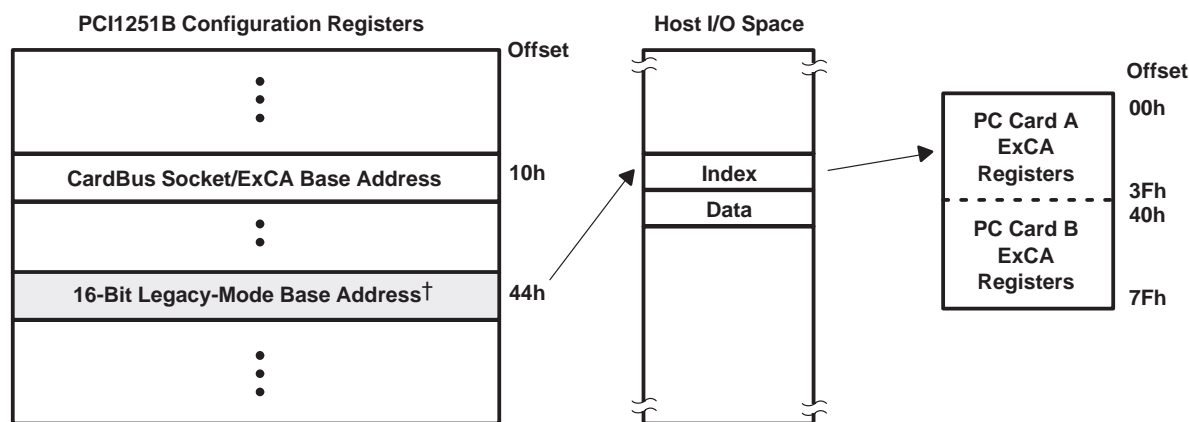 PCI1251B Configuration Registers
Offset
CardBus Socket/ExCA Base Address
10h
16-Bit Legacy-Mode Base Address†
44h
Host I/O Space
Index
Data
Offset
PC Card A
ExCA
Registers
00h
3Fh
40h
PC Card B
ExCA
Registers
7Fh